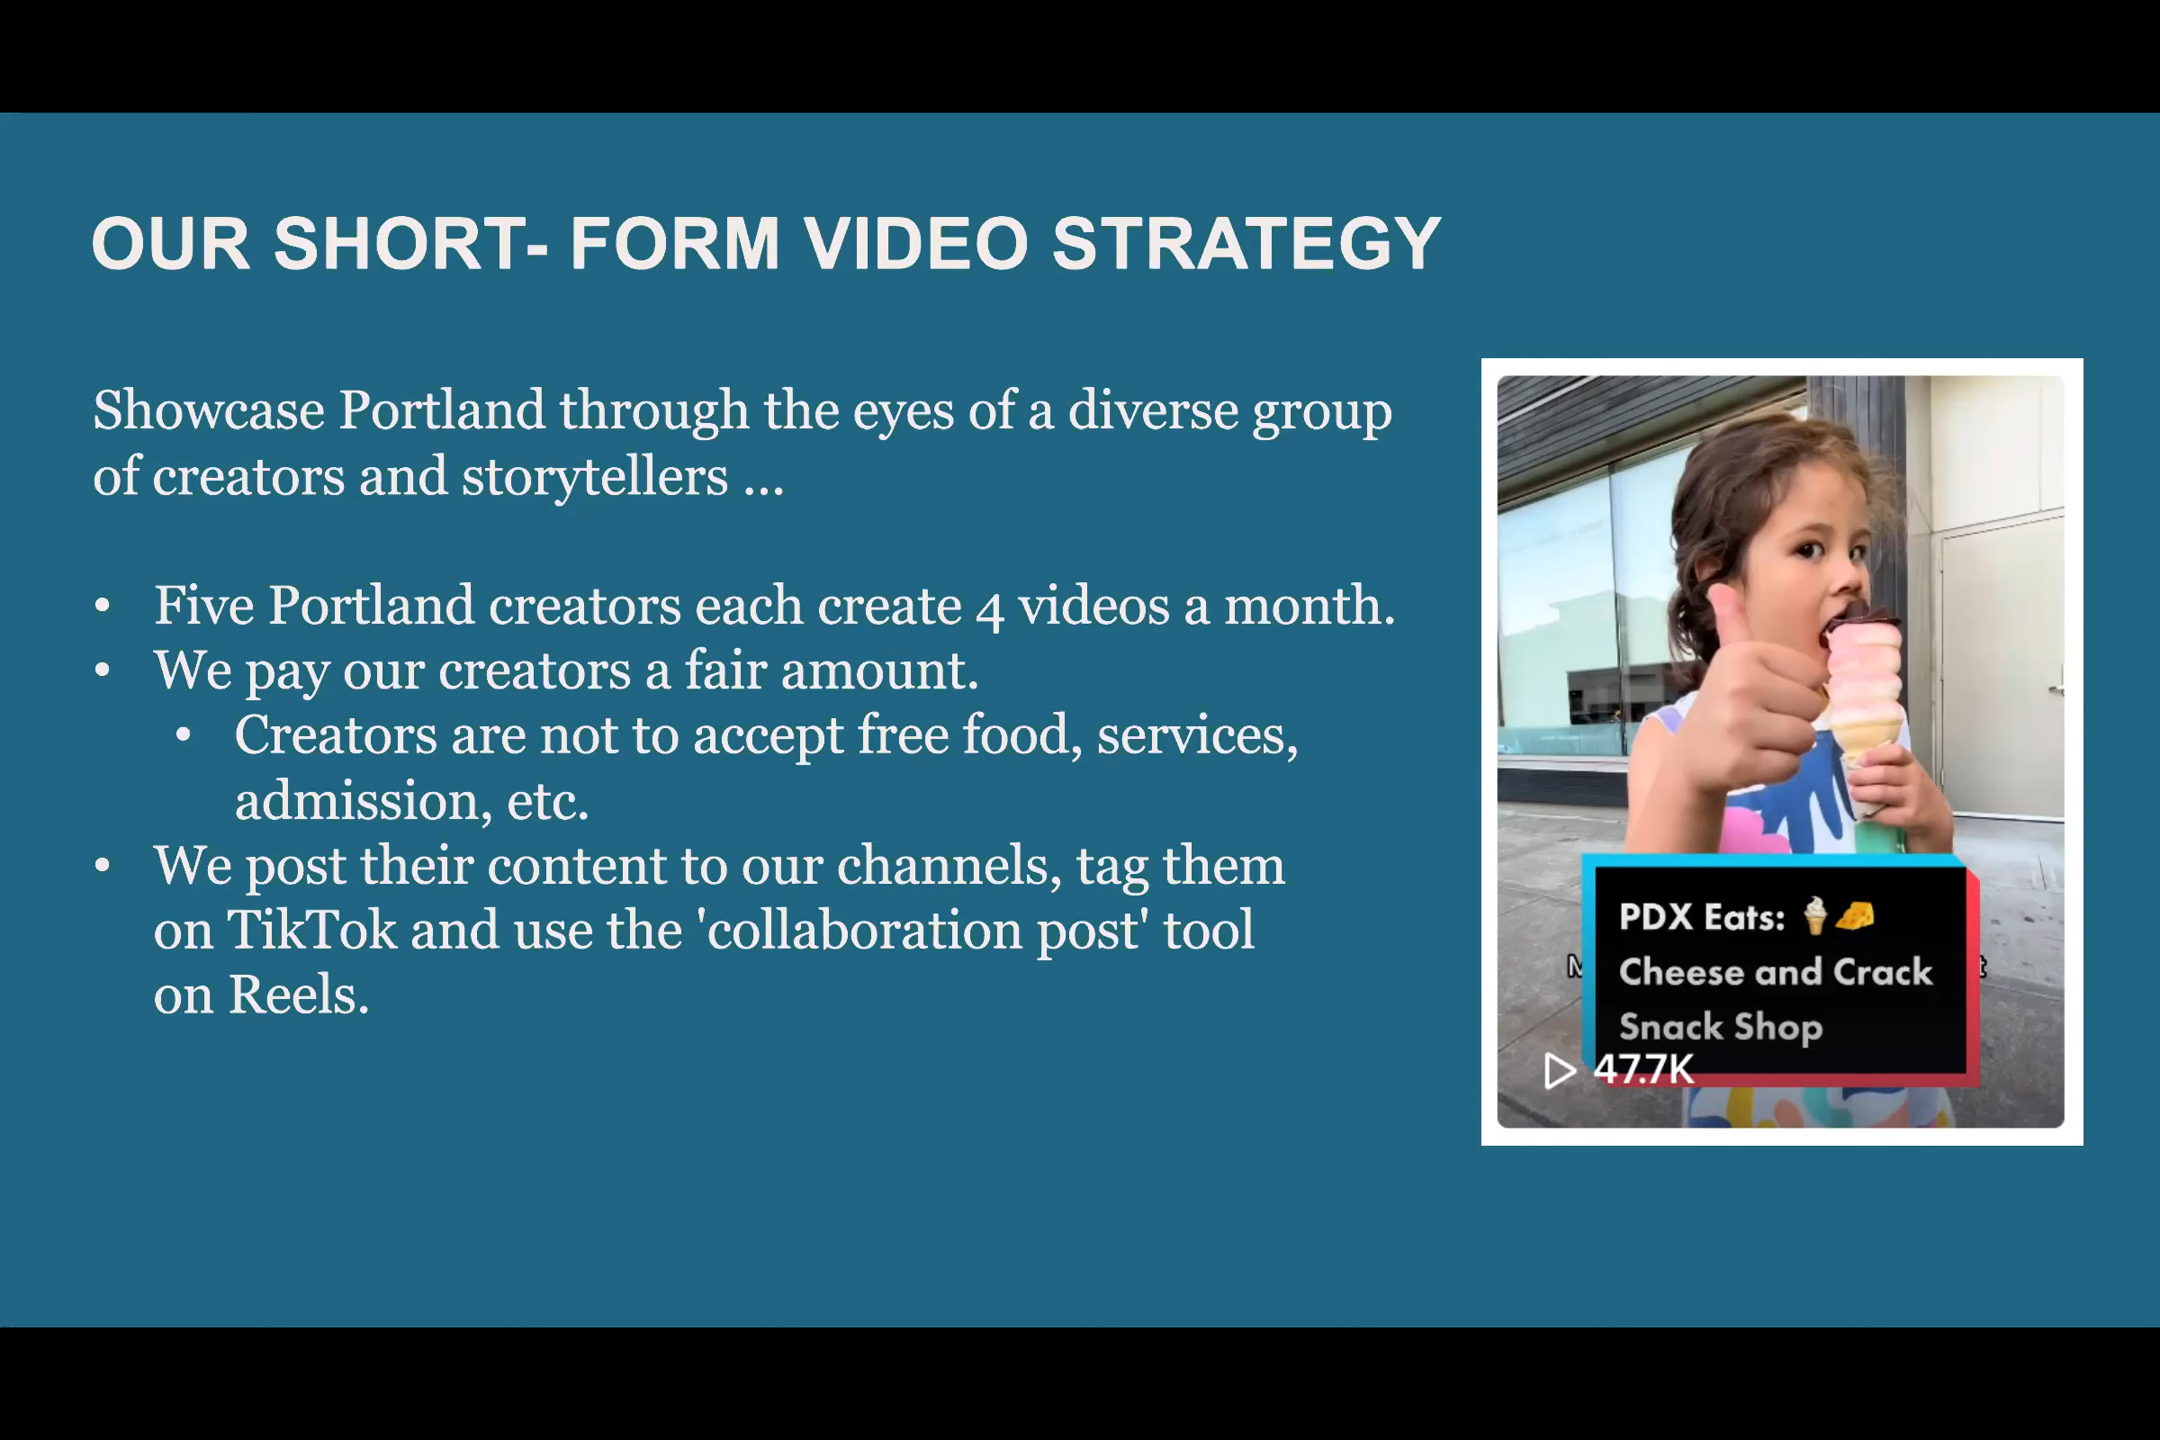 OUR SHORT- FORM VIDEO STRATEGY
Showcase Portland through the eyes of a diverse group
of creators and storytellers ...
• Five Portland creators each create 4 videos a month.
• We pay our creators a fair amount.
• Creators are not to accept free food, services,
admission, etc.
• We post their content to our channels, tag them
on TikTok and use the 'collaboration post' tool
on Reels.
PDX Eats: 🍦🧀
Cheese and Crack
Snack Shop
47.7K